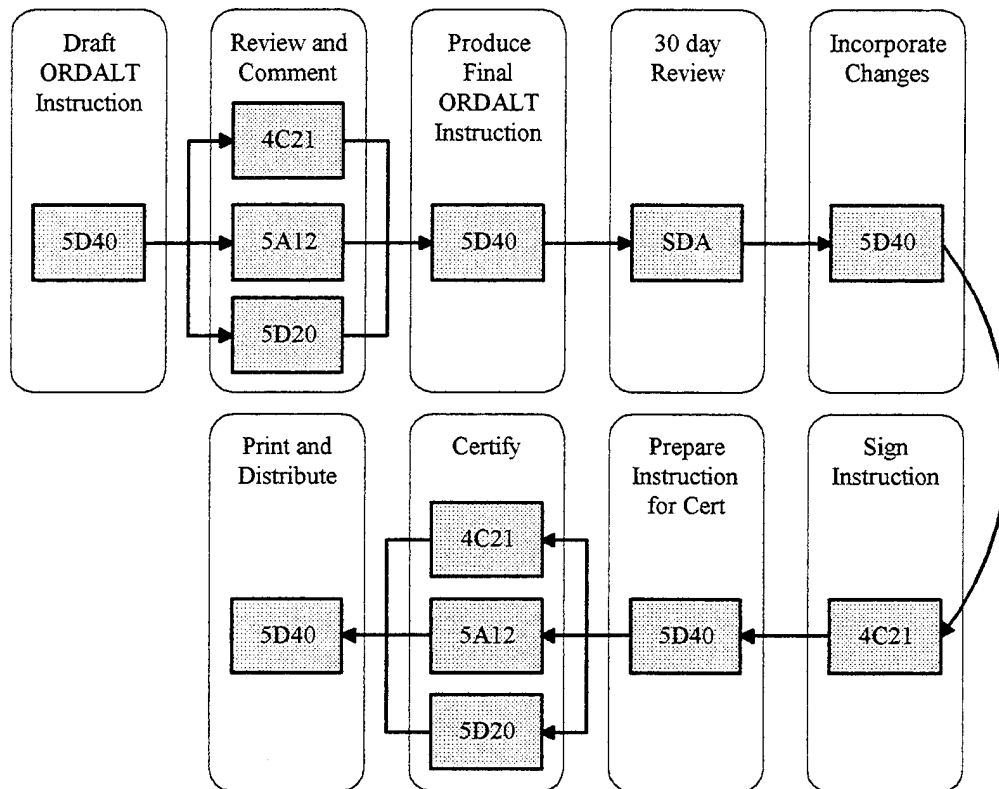 Draft
ORDALT
Instruction
5D40
Review and
Comment
4C21
5A12
5D20
Produce
Final
ORDALT
Instruction
5D40
30 day
Review
SDA
Incorporate
Changes
5D40
Sign
Instruction
4C21
Prepare
Instruction
for Cert
5D40
Certify
4C21
5A12
5D20
Print and
Distribute
5D40